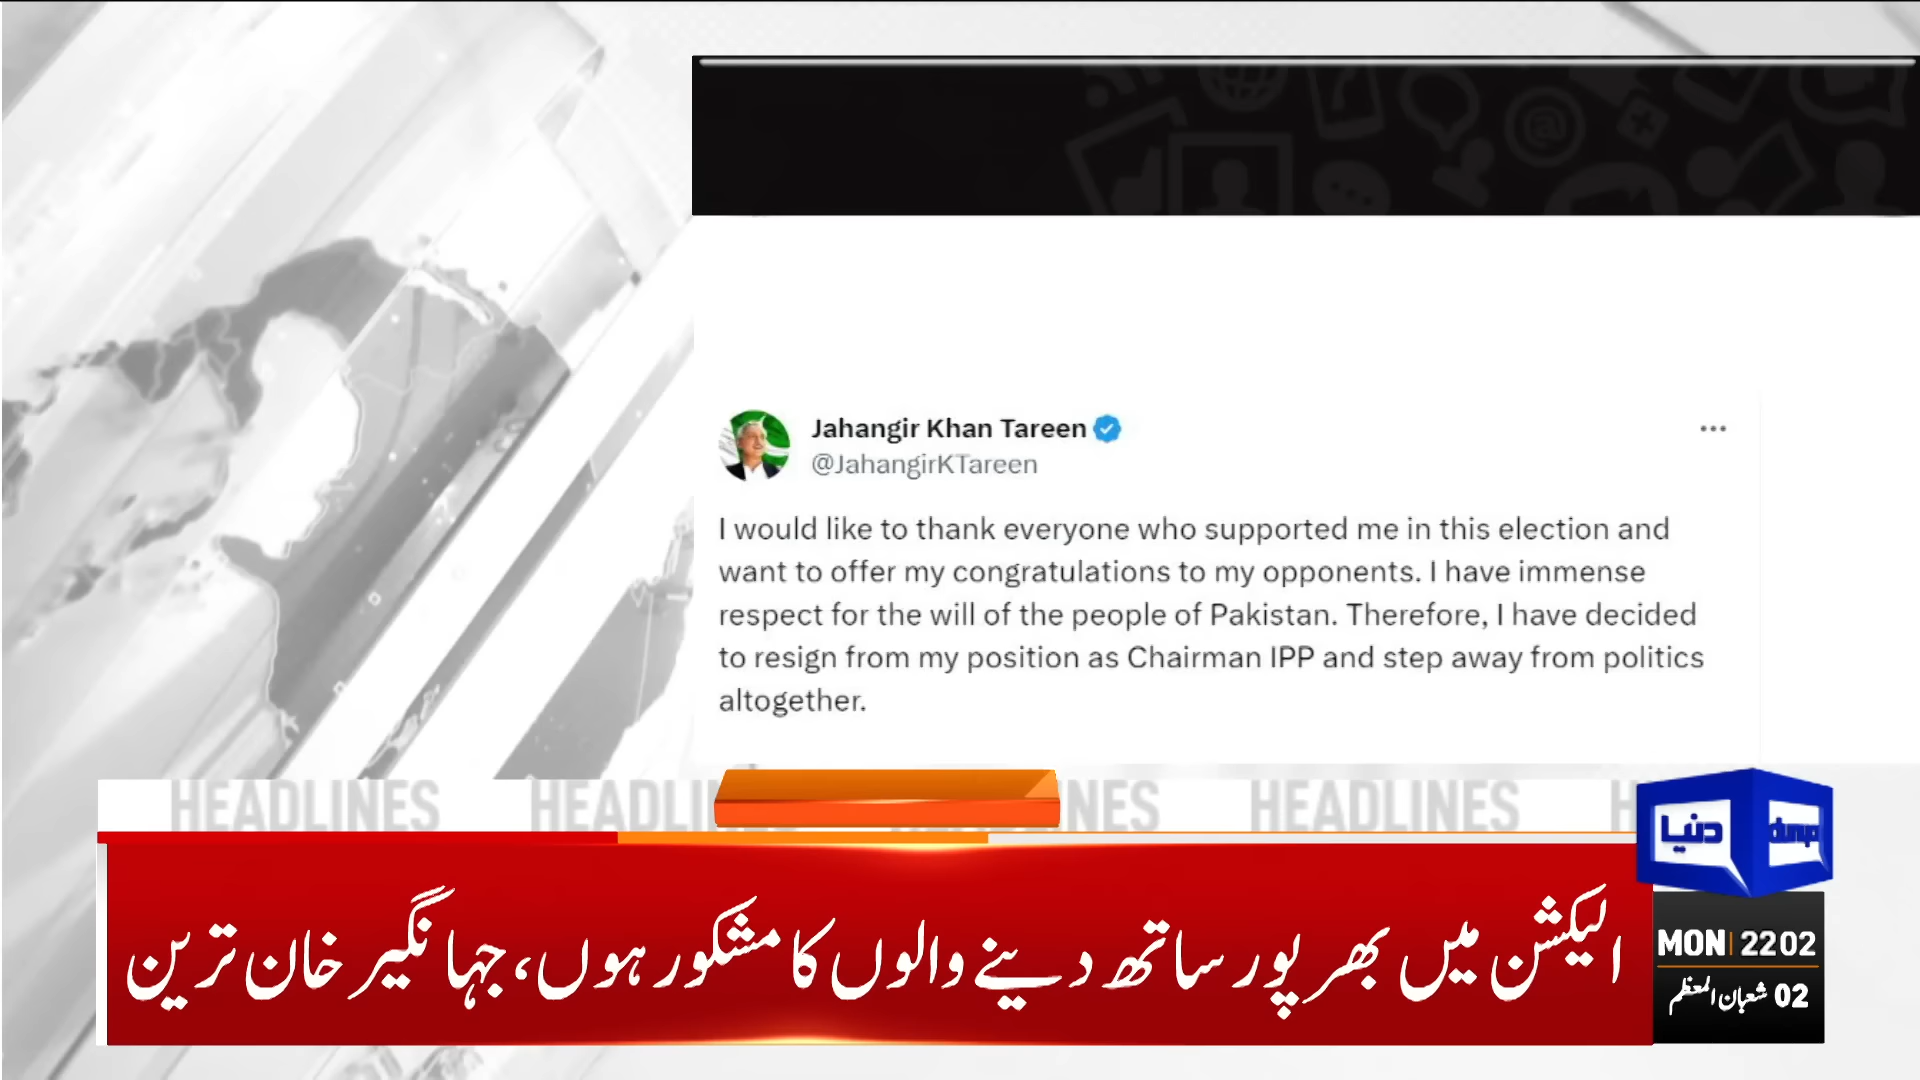 Jahangir Khan Tareen
@JahangirKTareen
I would like to thank everyone who supported me in this election and
want to offer my congratulations to my opponents. I have immense
respect for the will of the people of Pakistan. Therefore, I have decided
to resign from my position as Chairman IPP and step away from politics
altogether.
HEADLINES HEADLINES HEADLINES
دنیا
الیکشن میں بھرپور ساتھ دینے والوں کا مشکور ہوں، جہانگیر خان ترین
MON 22 02
02 شعبان المعظم